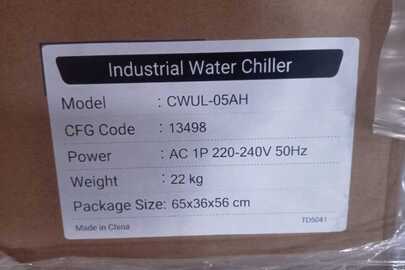 Industrial Water Chiller
Model : CWUL-05AH
CFG Code : 13498
Power : AC 1P 220-240V 50Hz
Weight : 22 kg
Package Size: 65x36x56 cm
Made in China TD5041